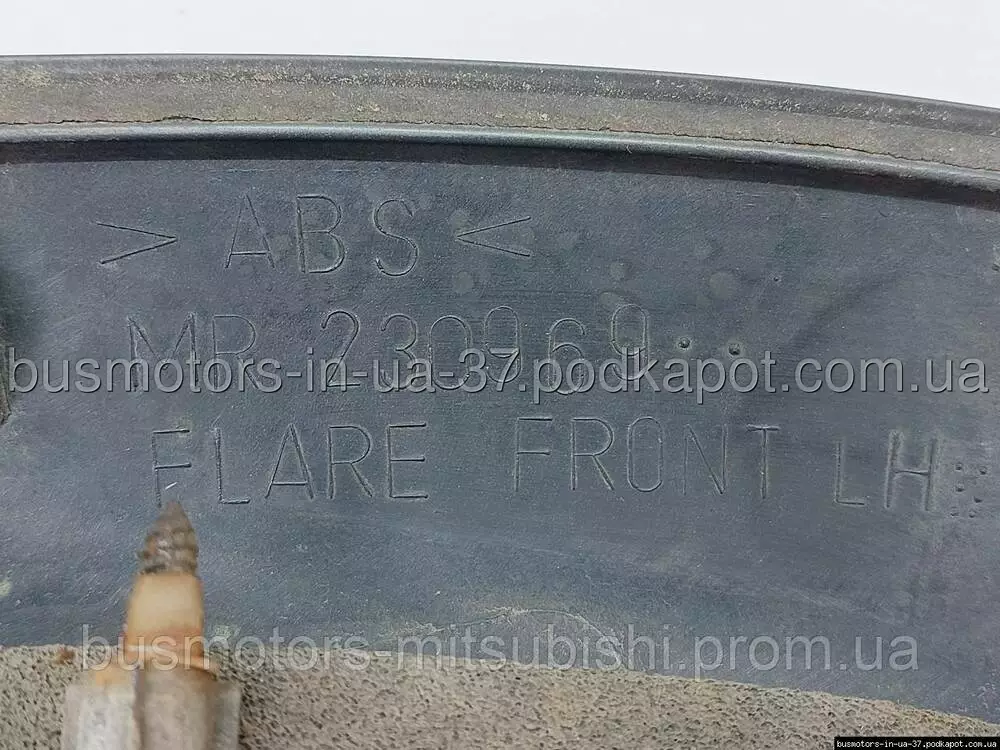 > ABS <
MR 230969
busmotors-in-ua-37.podkapot.com.ua
FLARE FRONT LH
busmotors-mitsubishi.prom.ua
busmotors-in-ua-37.podkapot.com.ua